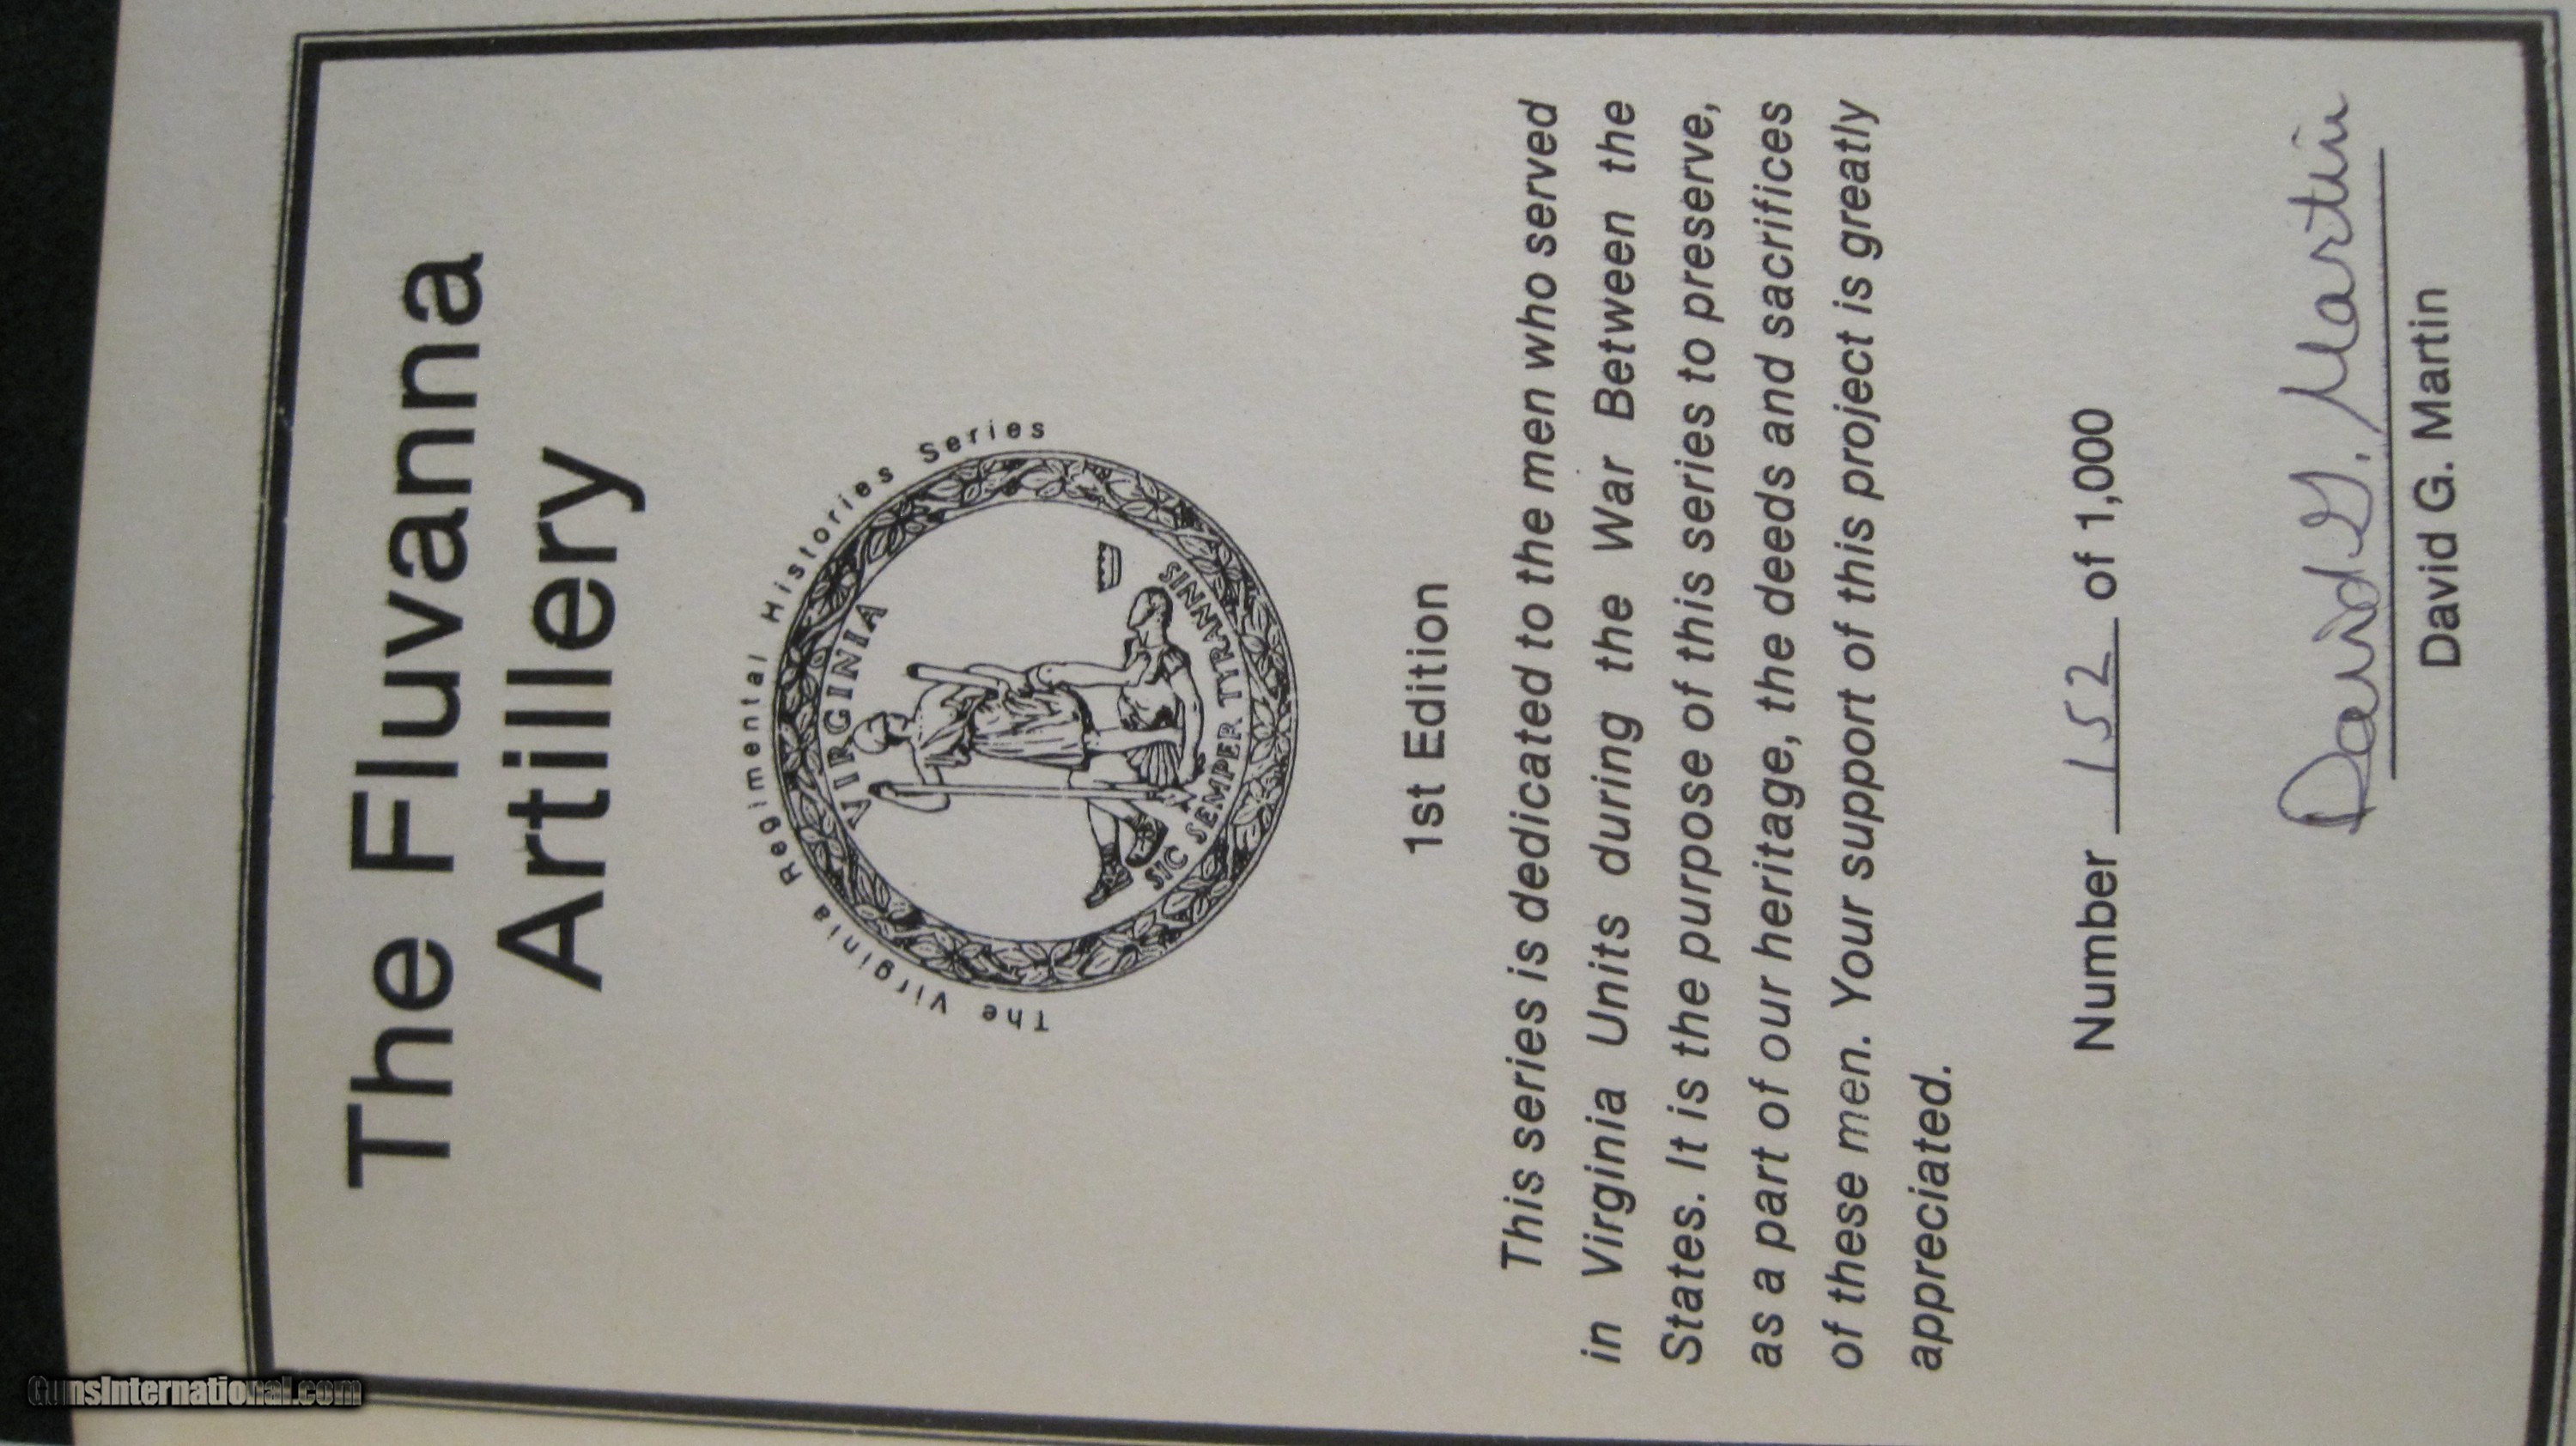 The Fluvanna
Artillery
The Virginia Regimental Histories Series
VIRGINIA
SIC SEMPER TYRANNIS
1st Edition
This series is dedicated to the men who served
in Virginia Units during the War Between the
States. It is the purpose of this series to preserve,
as a part of our heritage, the deeds and sacrifices
of these men. Your support of this project is greatly
appreciated.
Number 152 of 1,000
David G. Martin
David G. Martin
GunsInternational.com